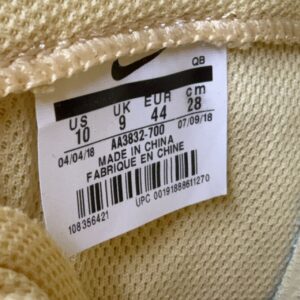 QB
US UK EUR cm
10 9 44 28
04/04/18 AA3832-700 07/09/18
MADE IN CHINA
FABRIQUE EN CHINE
108356421
UPC 00191888611270